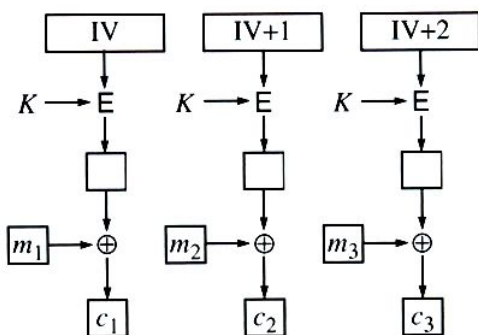 IV IV+1 IV+2
K E K E K E
m₁ ⊕ m₂ ⊕ m₃ ⊕
c₁ c₂ c₃